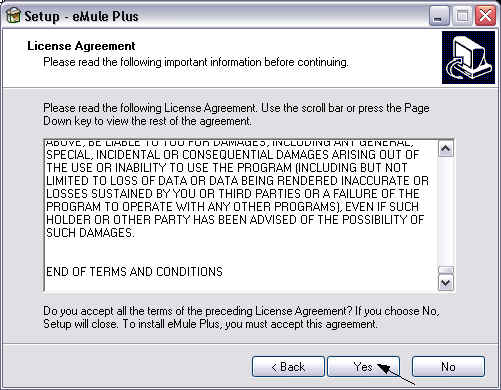 Setup - eMule Plus
License Agreement
Please read the following important information before continuing.
Please read the following License Agreement. Use the scroll bar or press the Page
Down key to view the rest of the agreement.
ABOVE, BE LIABLE TO YOU FOR DAMAGES, INCLUDING ANY GENERAL,
SPECIAL, INCIDENTAL OR CONSEQUENTIAL DAMAGES ARISING OUT OF
THE USE OR INABILITY TO USE THE PROGRAM (INCLUDING BUT NOT
LIMITED TO LOSS OF DATA OR DATA BEING RENDERED INACCURATE OR
LOSSES SUSTAINED BY YOU OR THIRD PARTIES OR A FAILURE OF THE
PROGRAM TO OPERATE WITH ANY OTHER PROGRAMS), EVEN IF SUCH
HOLDER OR OTHER PARTY HAS BEEN ADVISED OF THE POSSIBILITY OF
SUCH DAMAGES.
END OF TERMS AND CONDITIONS
Do you accept all the terms of the preceding License Agreement? If you choose No,
Setup will close. To install eMule Plus, you must accept this agreement.
< Back Yes No